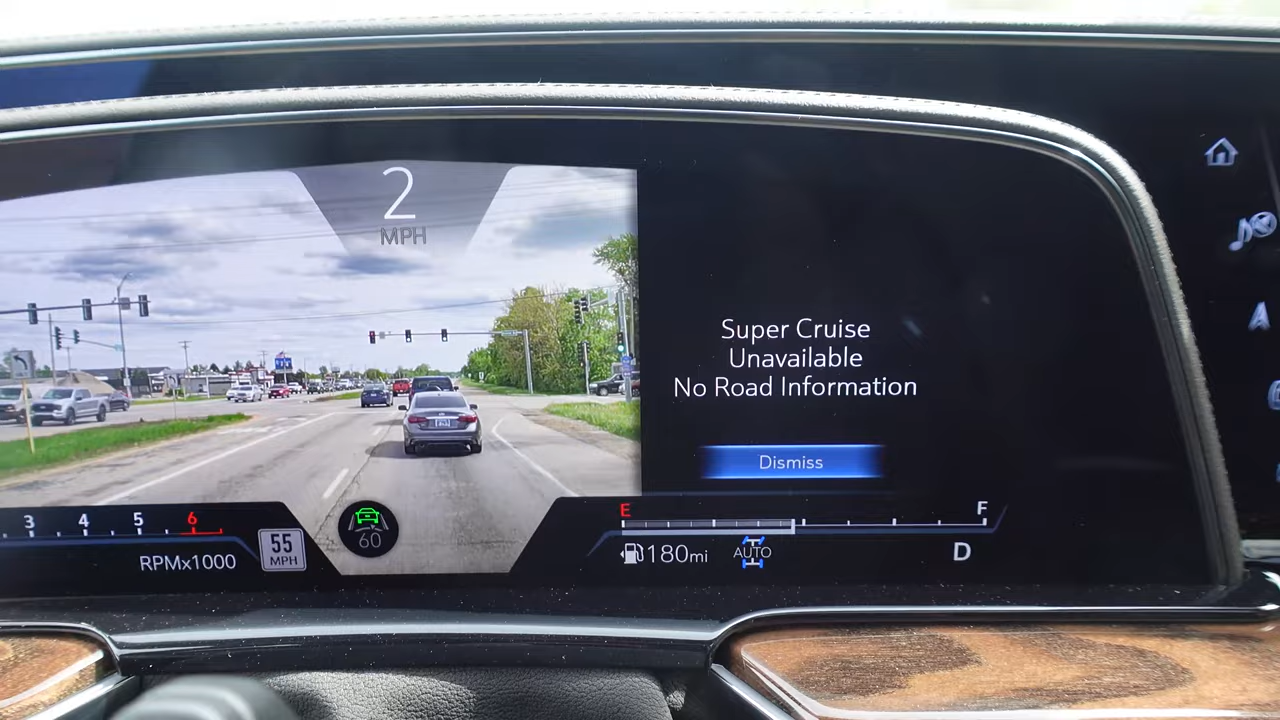 2
MPH
Super Cruise
Unavailable
No Road Information
Dismiss
3 4 5 6
RPMx1000
55
MPH
60
E F
180mi
AUTO
D
A